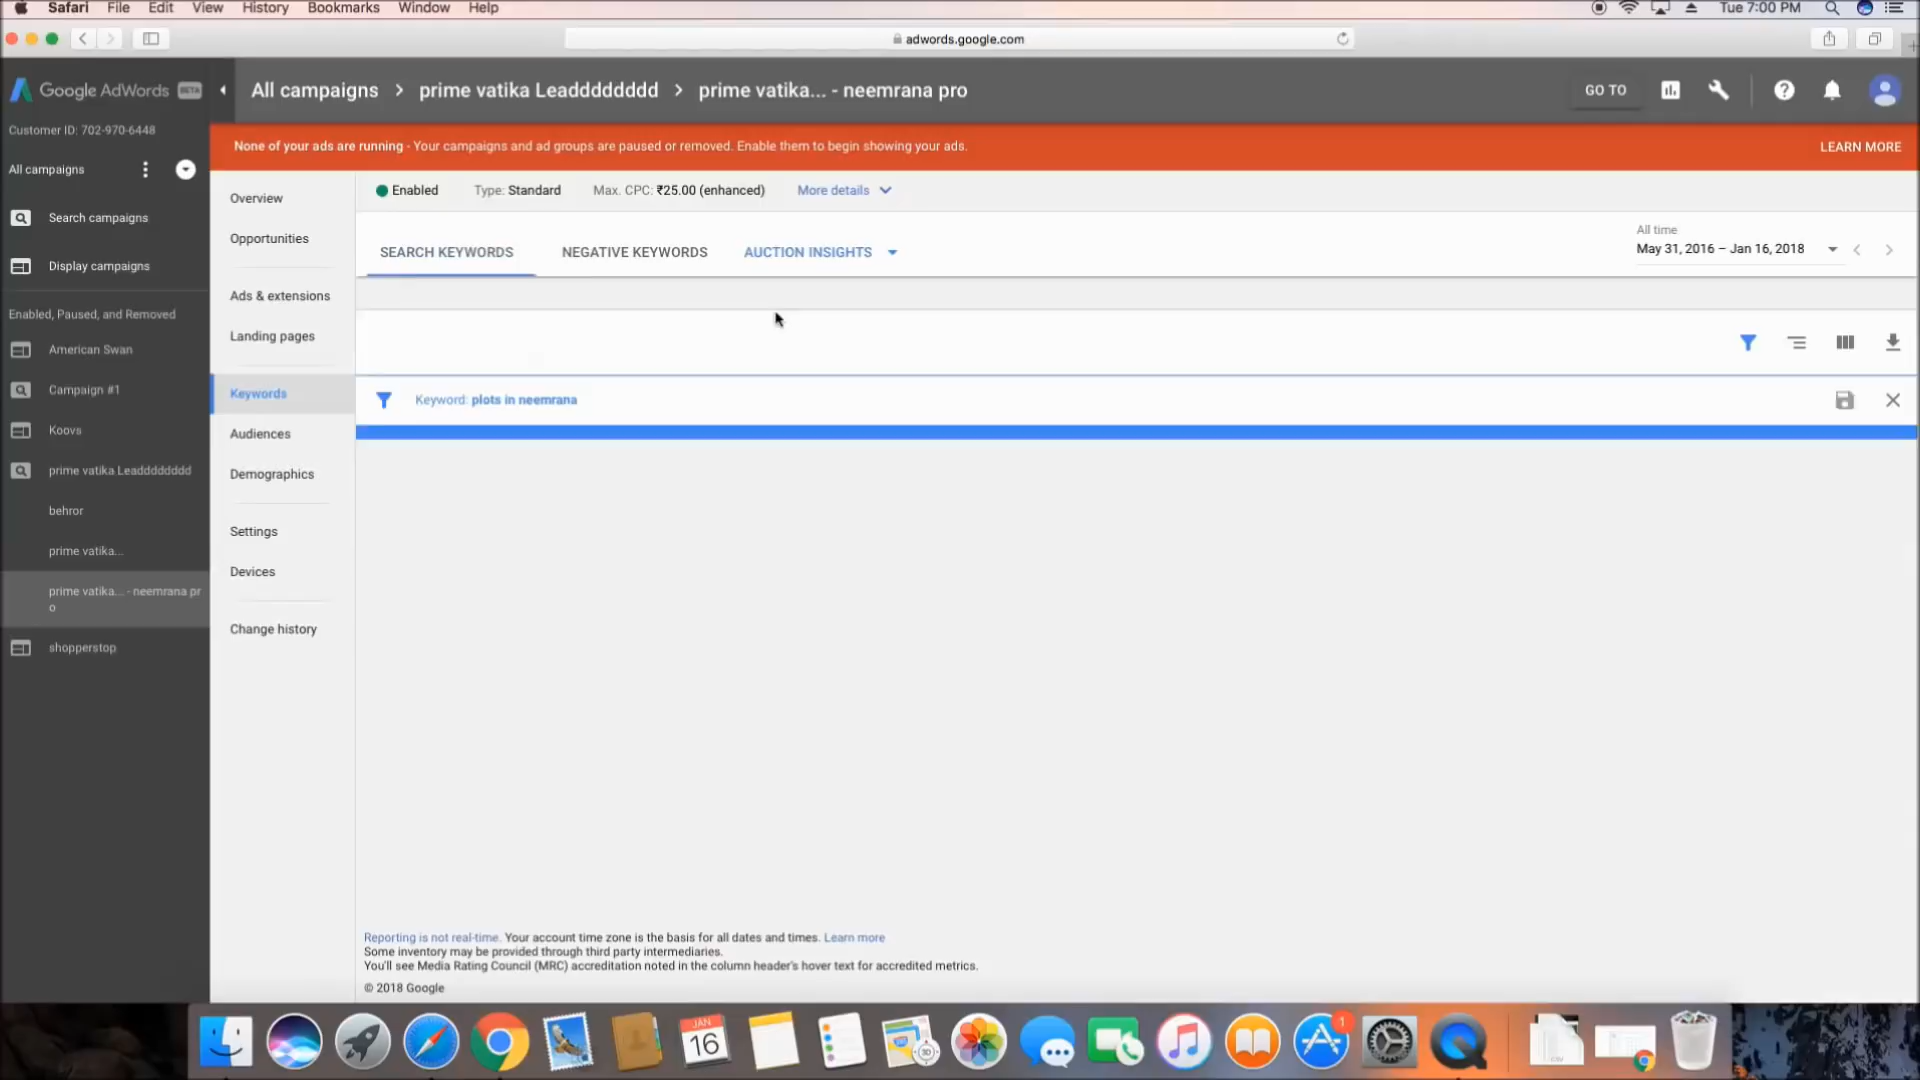 Safari File Edit View History Bookmarks Window Help Tue 7:00 PM
adwords.google.com
Google AdWords BETA
All campaigns > prime vatika Leadddddddd > prime vatika... - neemrana pro
GO TO
Customer ID: 702-970-6448
None of your ads are running - Your campaigns and ad groups are paused or removed. Enable them to begin showing your ads.
LEARN MORE
All campaigns
Search campaigns
Display campaigns
Enabled, Paused, and Removed
American Swan
Campaign #1
Koovs
prime vatika Leadddddddd
behror
prime vatika...
prime vatika... - neemrana pr
o
shopperstop
Overview
Opportunities
Ads & extensions
Landing pages
Keywords
Audiences
Demographics
Settings
Devices
Change history
Enabled Type: Standard Max. CPC: ₹25.00 (enhanced) More details
SEARCH KEYWORDS NEGATIVE KEYWORDS AUCTION INSIGHTS
All time
May 31, 2016 – Jan 16, 2018
Keyword: plots in neemrana
Reporting is not real-time. Your account time zone is the basis for all dates and times. Learn more
Some inventory may be provided through third party intermediaries.
You'll see Media Rating Council (MRC) accreditation noted in the column header's hover text for accredited metrics.
© 2018 Google
JAN
16
3D
1
CSV